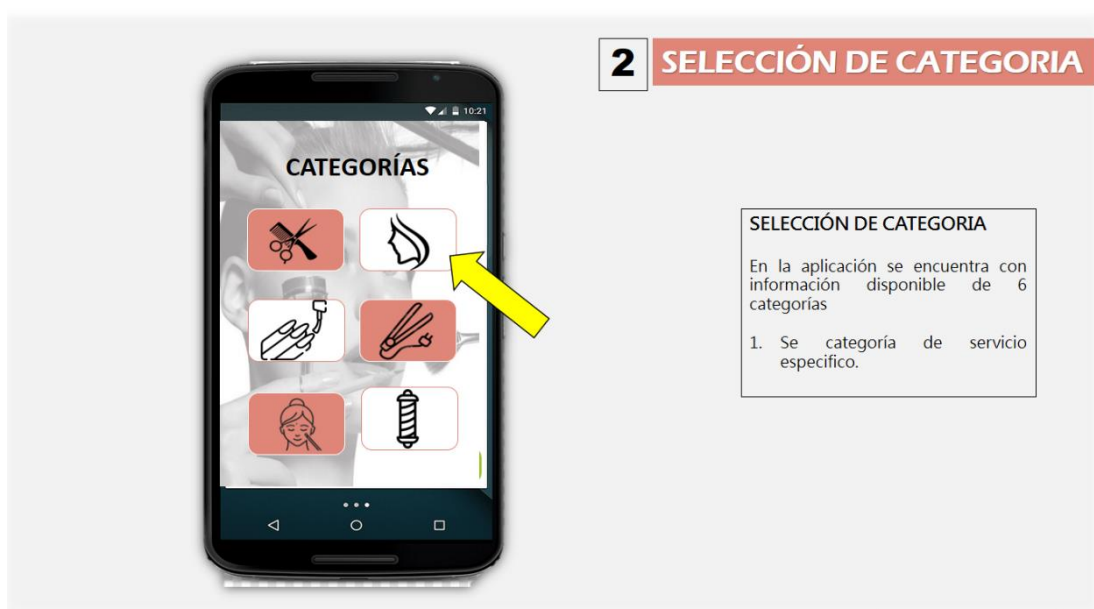 2 SELECCIÓN DE CATEGORIA
10:21
CATEGORÍAS
SELECCIÓN DE CATEGORIA
En la aplicación se encuentra con
información disponible de 6
categorías
1. Se categoría de servicio
especifico.